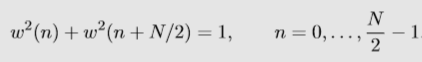 w²(n) + w²(n + N/2) = 1, n = 0, . . . , N/2 − 1.